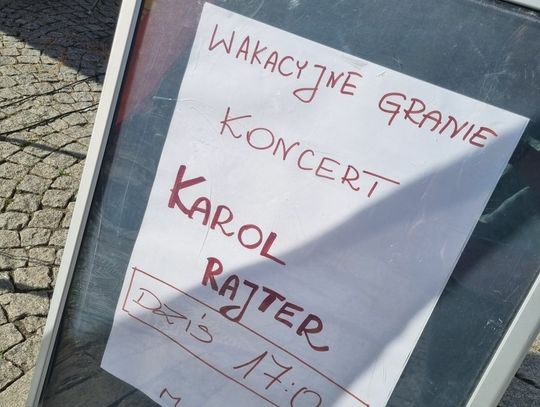 WAKACYJNE GRANIE
KONCERT
KAROL
RAJTER
Dziś 17:0
M